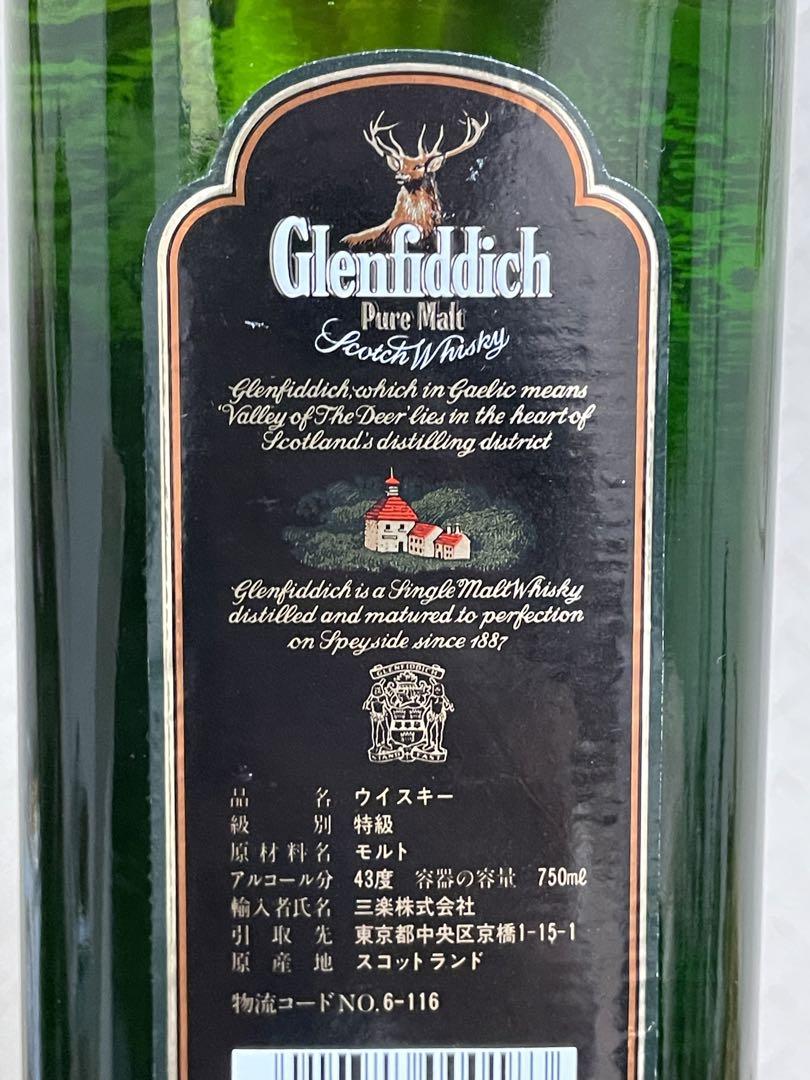 Glenfiddich
Pure Malt
Scotch Whisky
Glenfiddich, which in Gaelic means
'Valley of The Deer' lies in the heart of
Scotland's distilling district
Glenfiddich is a Single Malt Whisky
distilled and matured to perfection
on Speyside since 1887
GLENFIDDICH
STAND FAST
品名 ウイスキー
級別 特級
原材料名 モルト
アルコール分 43度 容器の容量 750mℓ
輸入者氏名 三楽株式会社
引取先 東京都中央区京橋1-15-1
原産地 スコットランド
物流コードNO.6-116